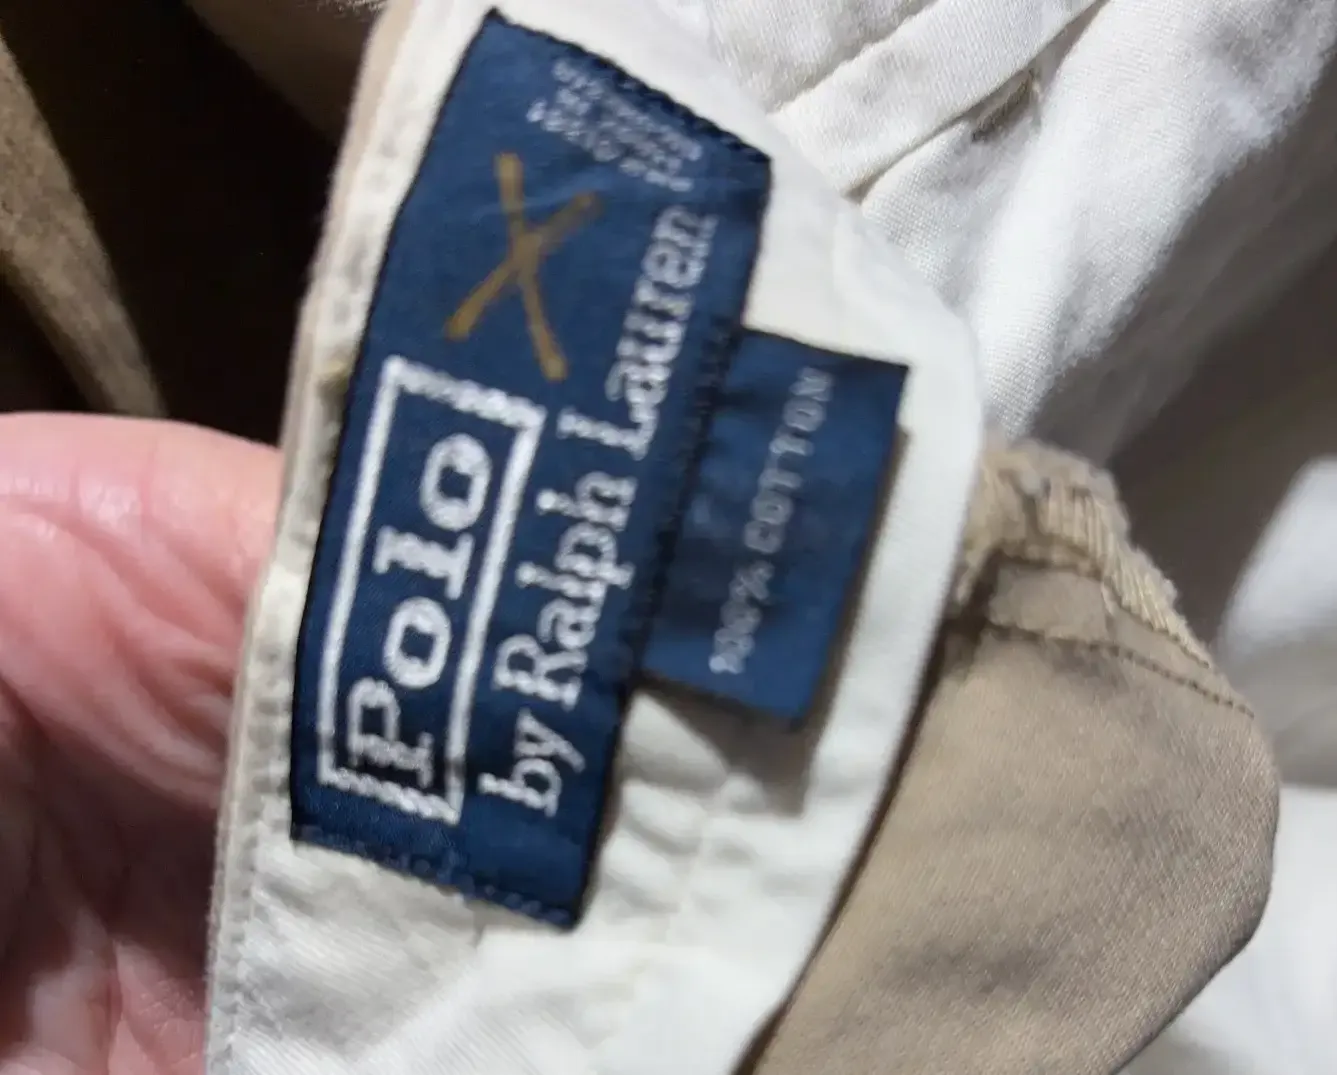 Polo
by Ralph Lauren
100% COTTON